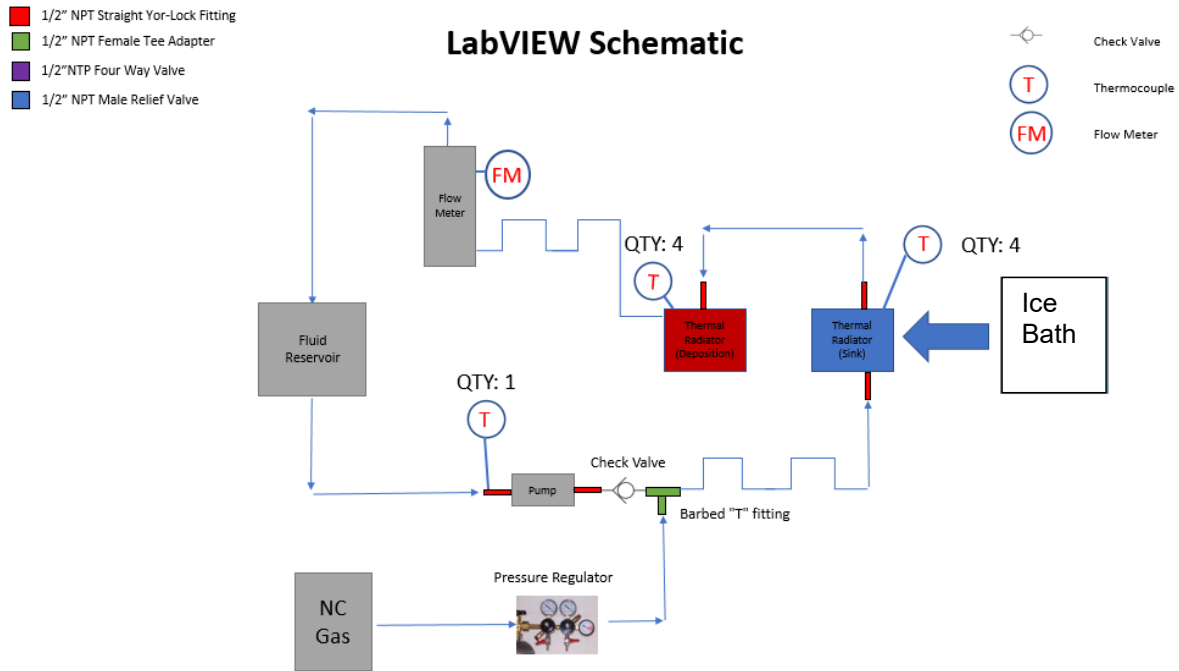 1/2” NPT Straight Yor-Lock Fitting
1/2” NPT Female Tee Adapter
1/2”NTP Four Way Valve
1/2” NPT Male Relief Valve
LabVIEW Schematic
Check Valve
T
Thermocouple
FM
Flow Meter
FM
Flow
Meter
QTY: 4
T
T
QTY: 4
Ice
Bath
Thermal
Radiator
(Deposition)
Thermal
Radiator
(Sink)
Fluid
Reservoir
QTY: 1
T
Check Valve
Pump
Barbed "T" fitting
Pressure Regulator
NC
Gas